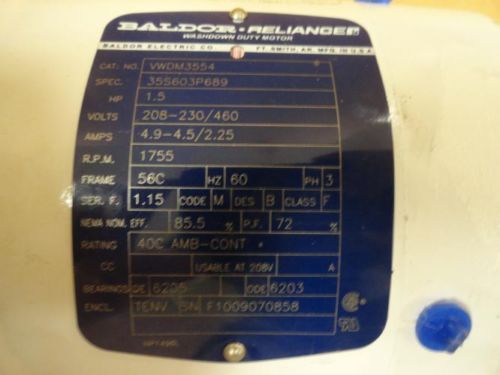 BALDOR·RELIANCE
WASHDOWN DUTY MOTOR
BALDOR ELECTRIC CO. FT. SMITH, AR. MFG. IN U.S.A.
CAT. NO. VWDM3554
SPEC. 35S603P689
HP 1.5
VOLTS 208-230/460
AMPS 4.9-4.5/2.25
R.P.M. 1755
FRAME 56C HZ 60 PH 3
SER. F. 1.15 CODE M DES B CLASS F
NEMA NOM. EFF. 85.5 % P.F. 72 %
RATING 40C AMB-CONT
CC USABLE AT 208V A
BEARINGS DE 6205 ODE 6203
ENCL. TENV SN F1009070858